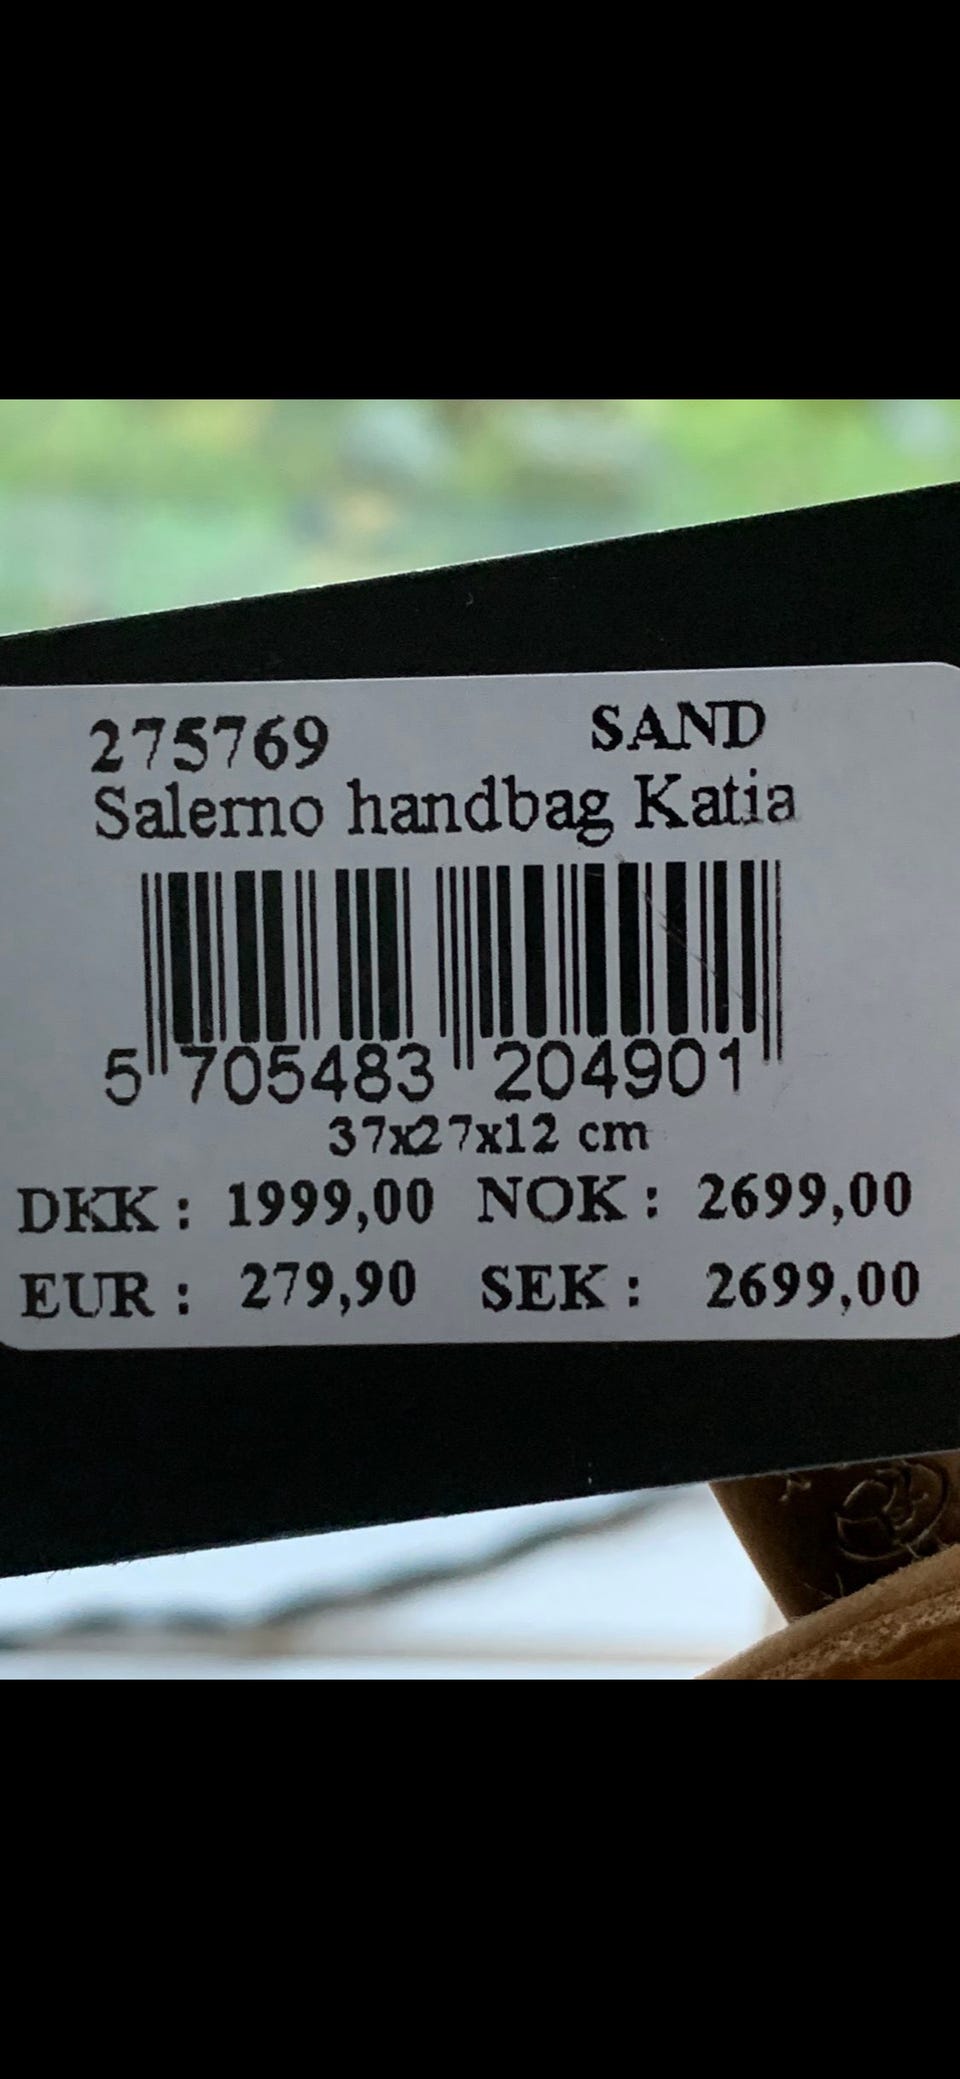 275769 SAND
Salerno handbag Katia
5 705483 204901
37x27x12 cm
DKK : 1999,00 NOK : 2699,00
EUR : 279,90 SEK : 2699,00